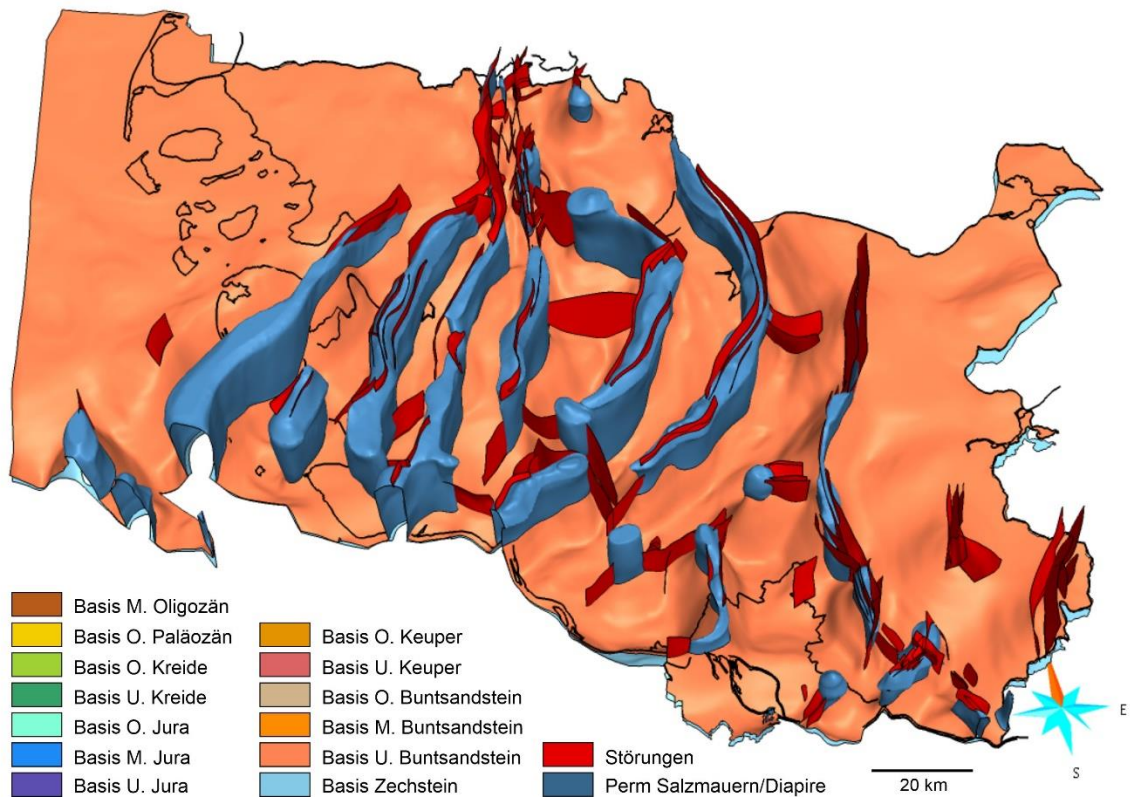 Basis M. Oligozän
Basis O. Paläozän
Basis O. Kreide
Basis U. Kreide
Basis O. Jura
Basis M. Jura
Basis U. Jura
Basis O. Keuper
Basis U. Keuper
Basis O. Buntsandstein
Basis M. Buntsandstein
Basis U. Buntsandstein
Basis Zechstein
Störungen
Perm Salzmauern/Diapire
20 km
E
S